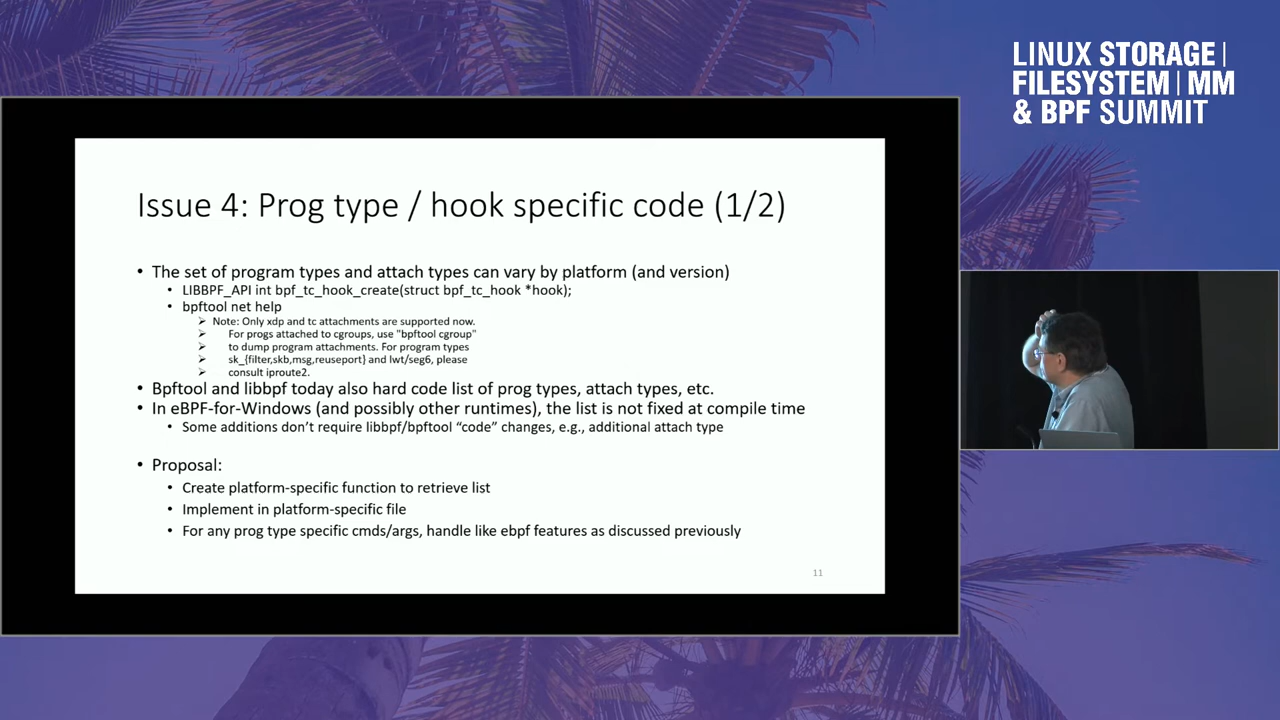 LINUX STORAGE |
FILESYSTEM | MM
& BPF SUMMIT
Issue 4: Prog type / hook specific code (1/2)
• The set of program types and attach types can vary by platform (and version)
• LIBBPF_API int bpf_tc_hook_create(struct bpf_tc_hook *hook);
• bpftool net help
➢ Note: Only xdp and tc attachments are supported now.
➢ For progs attached to cgroups, use "bpftool cgroup"
➢ to dump program attachments. For program types
➢ sk_{filter,skb,msg,reuseport} and lwt/seg6, please
➢ consult iproute2.
• Bpftool and libbpf today also hard code list of prog types, attach types, etc.
• In eBPF-for-Windows (and possibly other runtimes), the list is not fixed at compile time
• Some additions don’t require libbpf/bpftool “code” changes, e.g., additional attach type
• Proposal:
• Create platform-specific function to retrieve list
• Implement in platform-specific file
• For any prog type specific cmds/args, handle like ebpf features as discussed previously
11